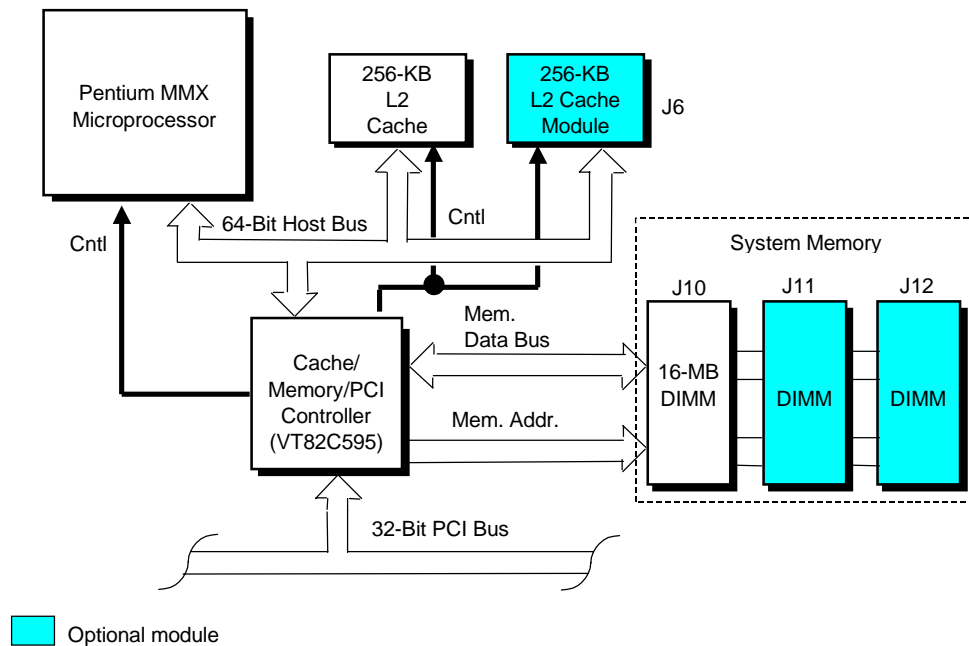 Pentium MMX
Microprocessor
256-KB
L2
Cache
256-KB
L2 Cache
Module
J6
64-Bit Host Bus
Cntl
Cntl
System Memory
J10
J11
J12
Mem.
Data Bus
16-MB
DIMM
DIMM
DIMM
Cache/
Memory/PCI
Controller
(VT82C595)
Mem. Addr.
32-Bit PCI Bus
Optional module